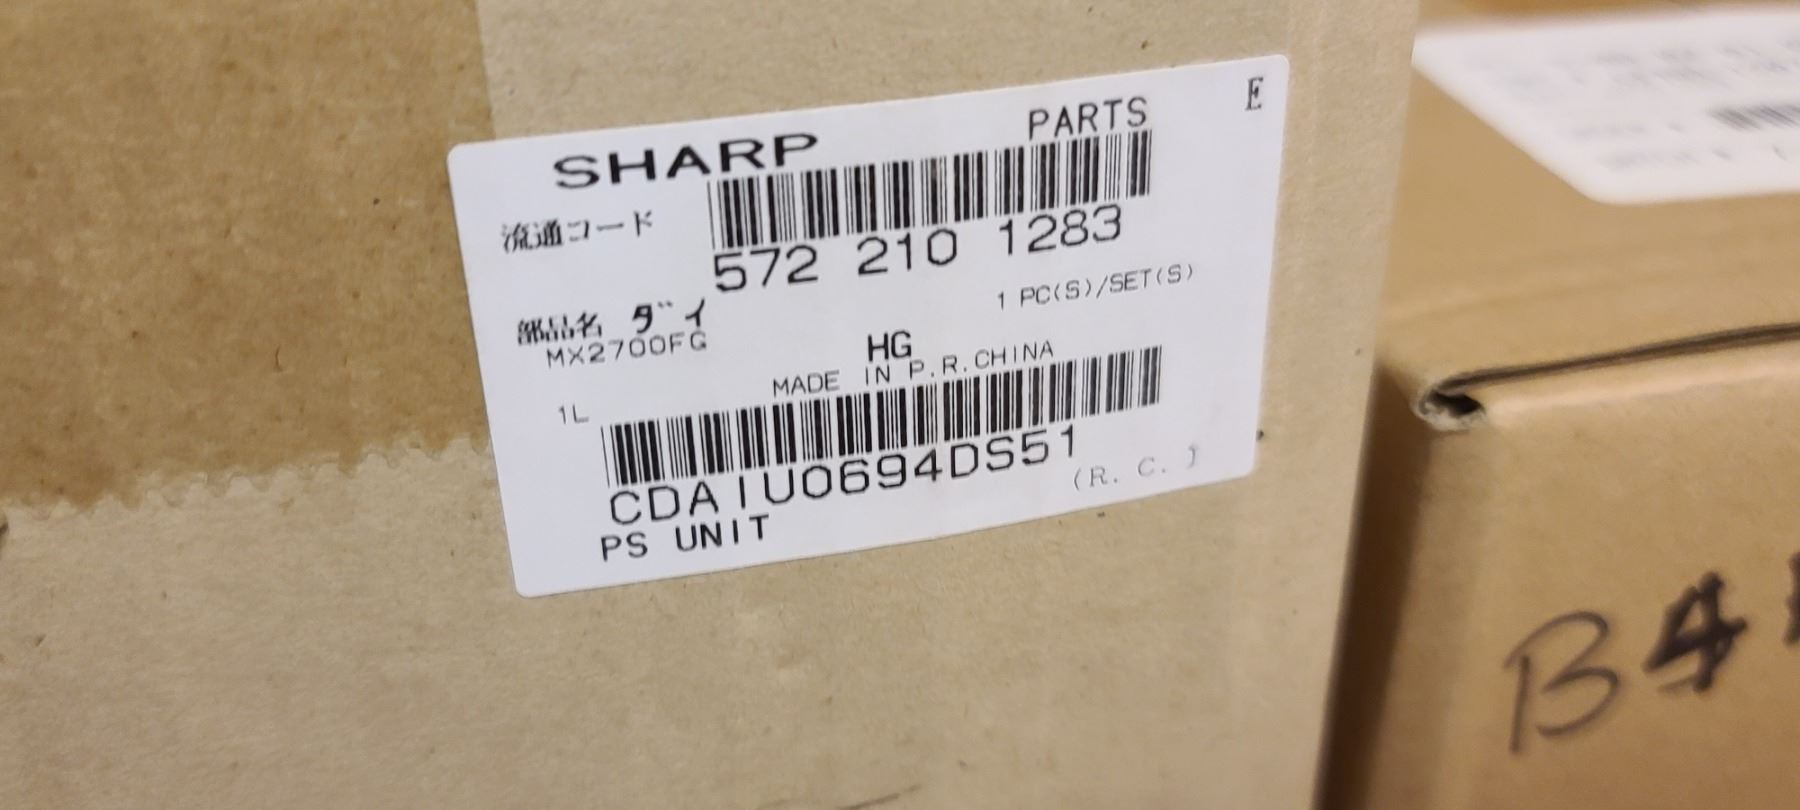 SHARP PARTS E
流通コード
572 210 1283
部品名 ダイ 1 PC(S)/SET(S)
MX2700FG HG
MADE IN P.R.CHINA
1L
CDAIU0694DS51
PS UNIT (R. C. )
B4